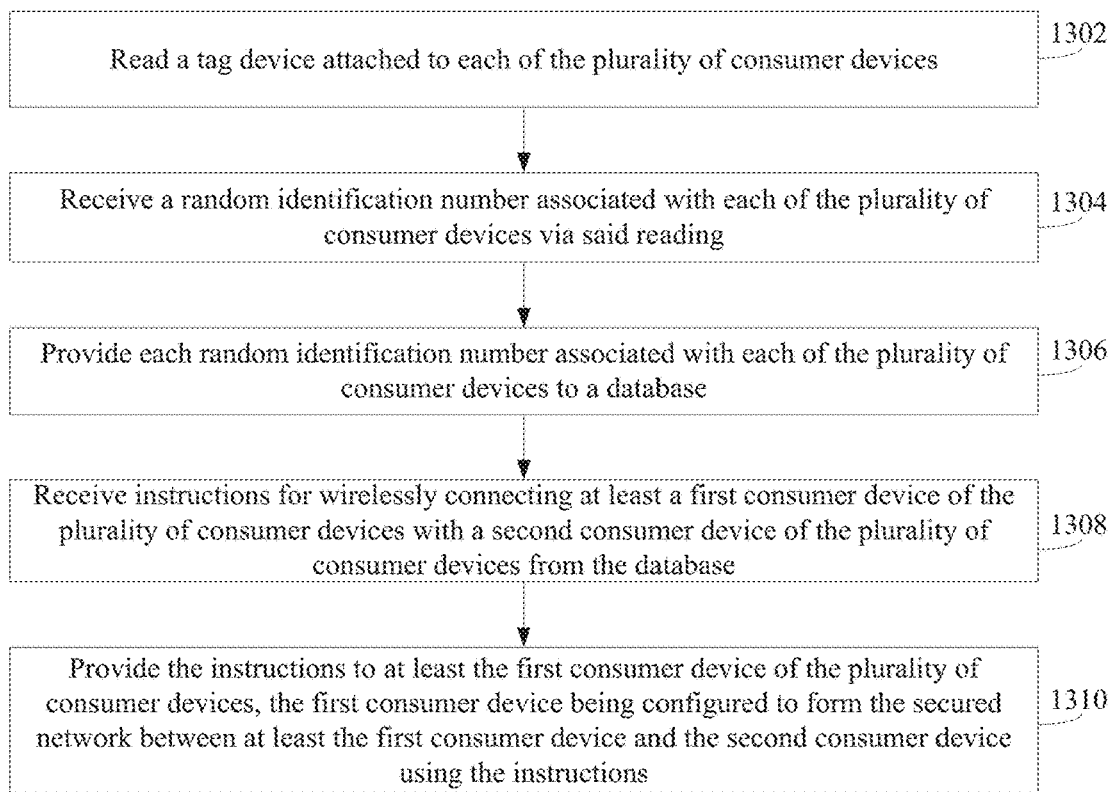 Read a tag device attached to each of the plurality of consumer devices
1302
Receive a random identification number associated with each of the plurality of
consumer devices via said reading
1304
Provide each random identification number associated with each of the plurality of
consumer devices to a database
1306
Receive instructions for wirelessly connecting at least a first consumer device of the
plurality of consumer devices with a second consumer device of the plurality of
consumer devices from the database
1308
Provide the instructions to at least the first consumer device of the plurality of
consumer devices, the first consumer device being configured to form the secured
network between at least the first consumer device and the second consumer device
using the instructions
1310